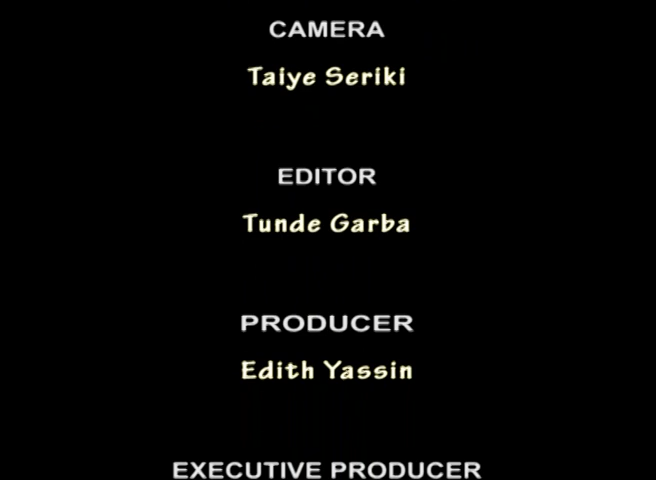 CAMERA
Taiye Seriki
EDITOR
Tunde Garba
PRODUCER
Edith Yassin
EXECUTIVE PRODUCER